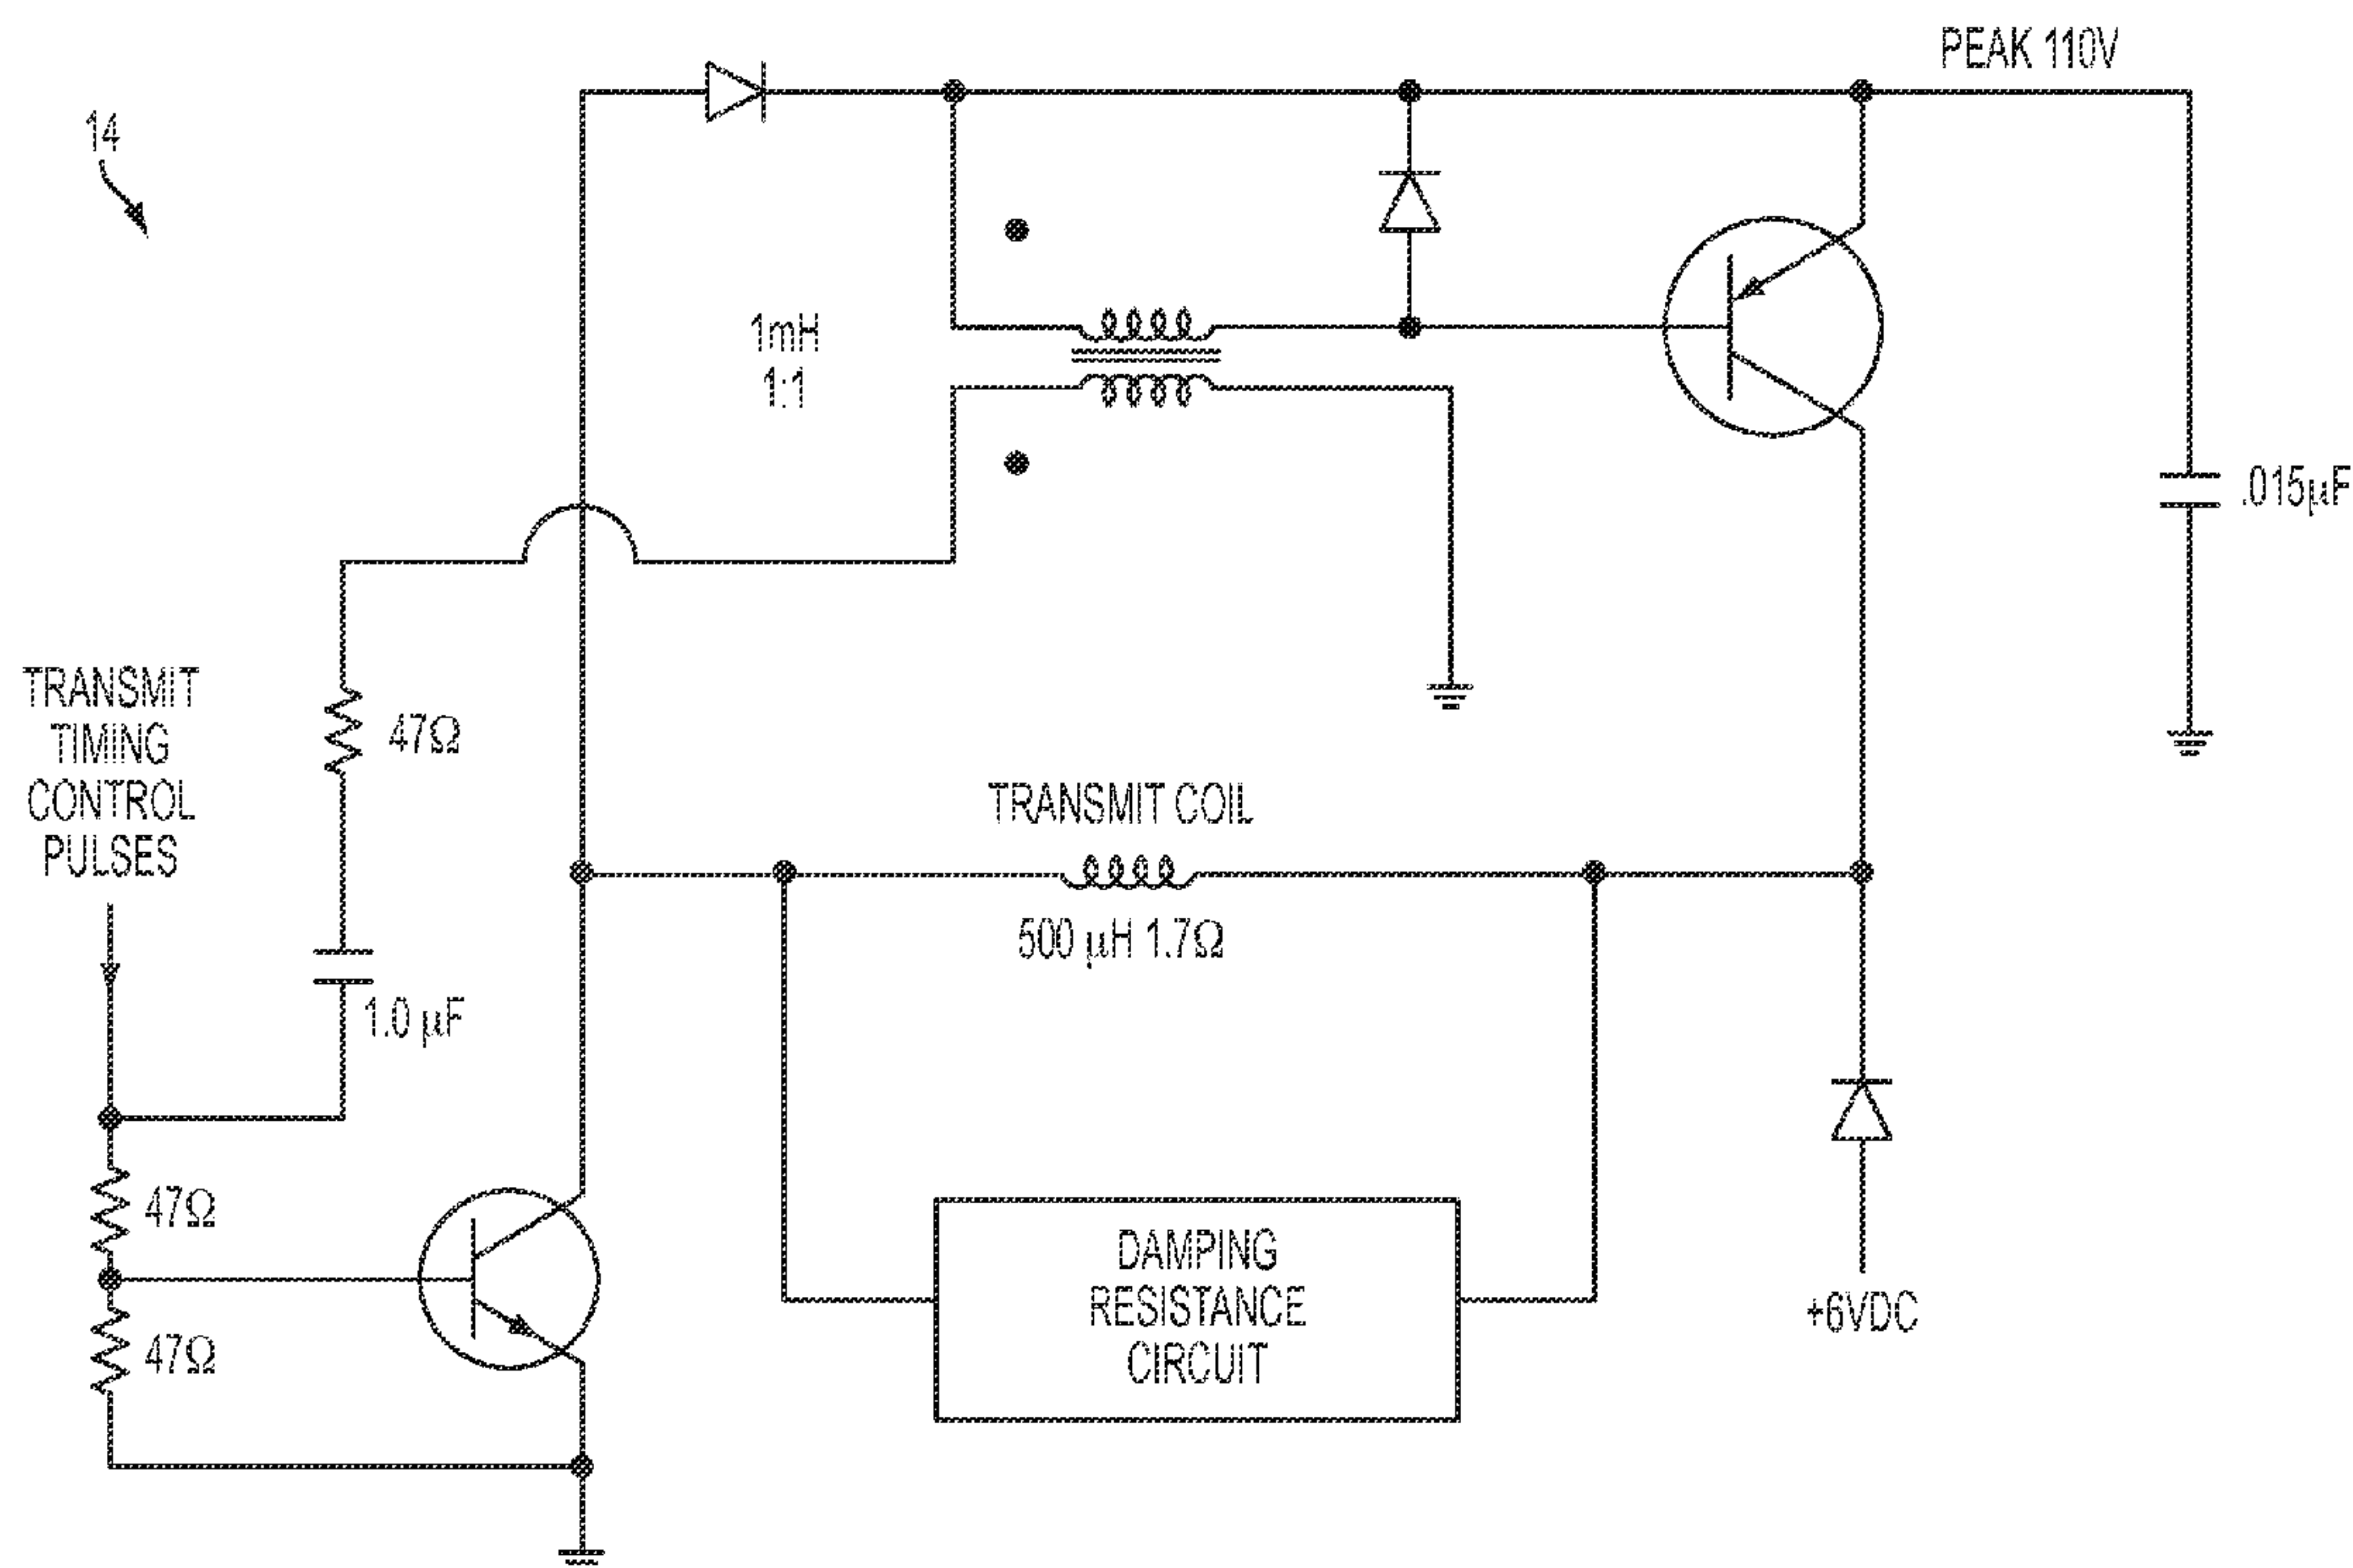 PEAK 110V
14
1mH
1:1
.015μF
TRANSMIT
TIMING
CONTROL
PULSES
47Ω
TRANSMIT COIL
500 μH 1.7Ω
1.0 μF
47Ω
47Ω
DAMPING
RESISTANCE
CIRCUIT
+6VDC